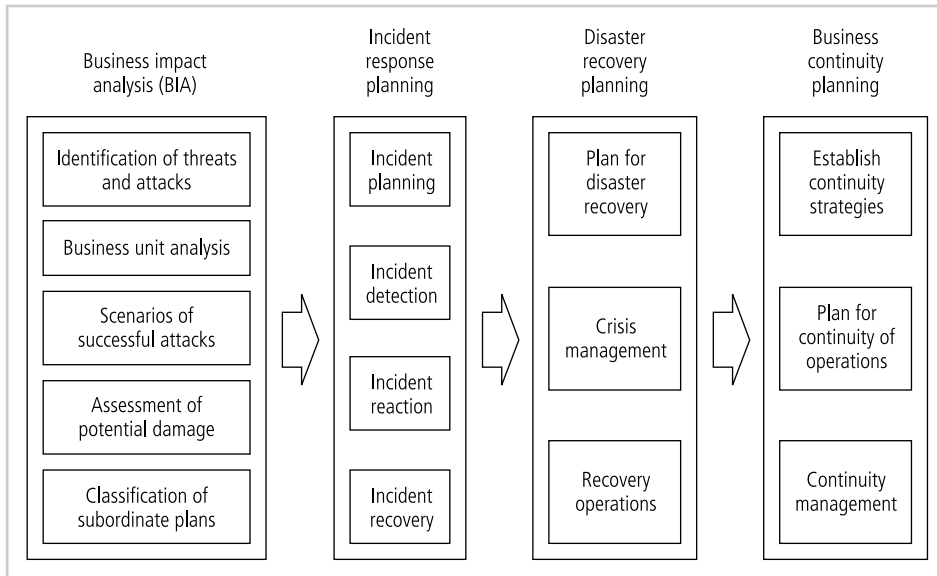 Business impact
analysis (BIA)
Identification of threats
and attacks
Business unit analysis
Scenarios of
successful attacks
Assessment of
potential damage
Classification of
subordinate plans
Incident
response
planning
Incident
planning
Incident
detection
Incident
reaction
Incident
recovery
Disaster
recovery
planning
Plan for
disaster
recovery
Crisis
management
Recovery
operations
Business
continuity
planning
Establish
continuity
strategies
Plan for
continuity of
operations
Continuity
management